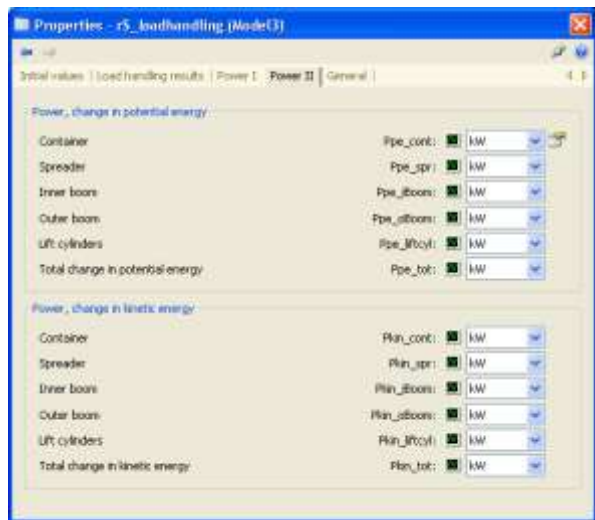 Properties - rS_loadhandling (Model3)
Initial values | Load handling results | Power I | Power II | General |
Power, change in potential energy
Container Ppe_cont: kW
Spreader Ppe_spr: kW
Inner boom Ppe_iBoom: kW
Outer boom Ppe_oBoom: kW
Lift cylinders Ppe_liftcyl: kW
Total change in potential energy Ppe_tot: kW
Power, change in kinetic energy
Container Pkin_cont: kW
Spreader Pkin_spr: kW
Inner boom Pkin_iBoom: kW
Outer boom Pkin_oBoom: kW
Lift cylinders Pkin_liftcyl: kW
Total change in kinetic energy Pkin_tot: kW